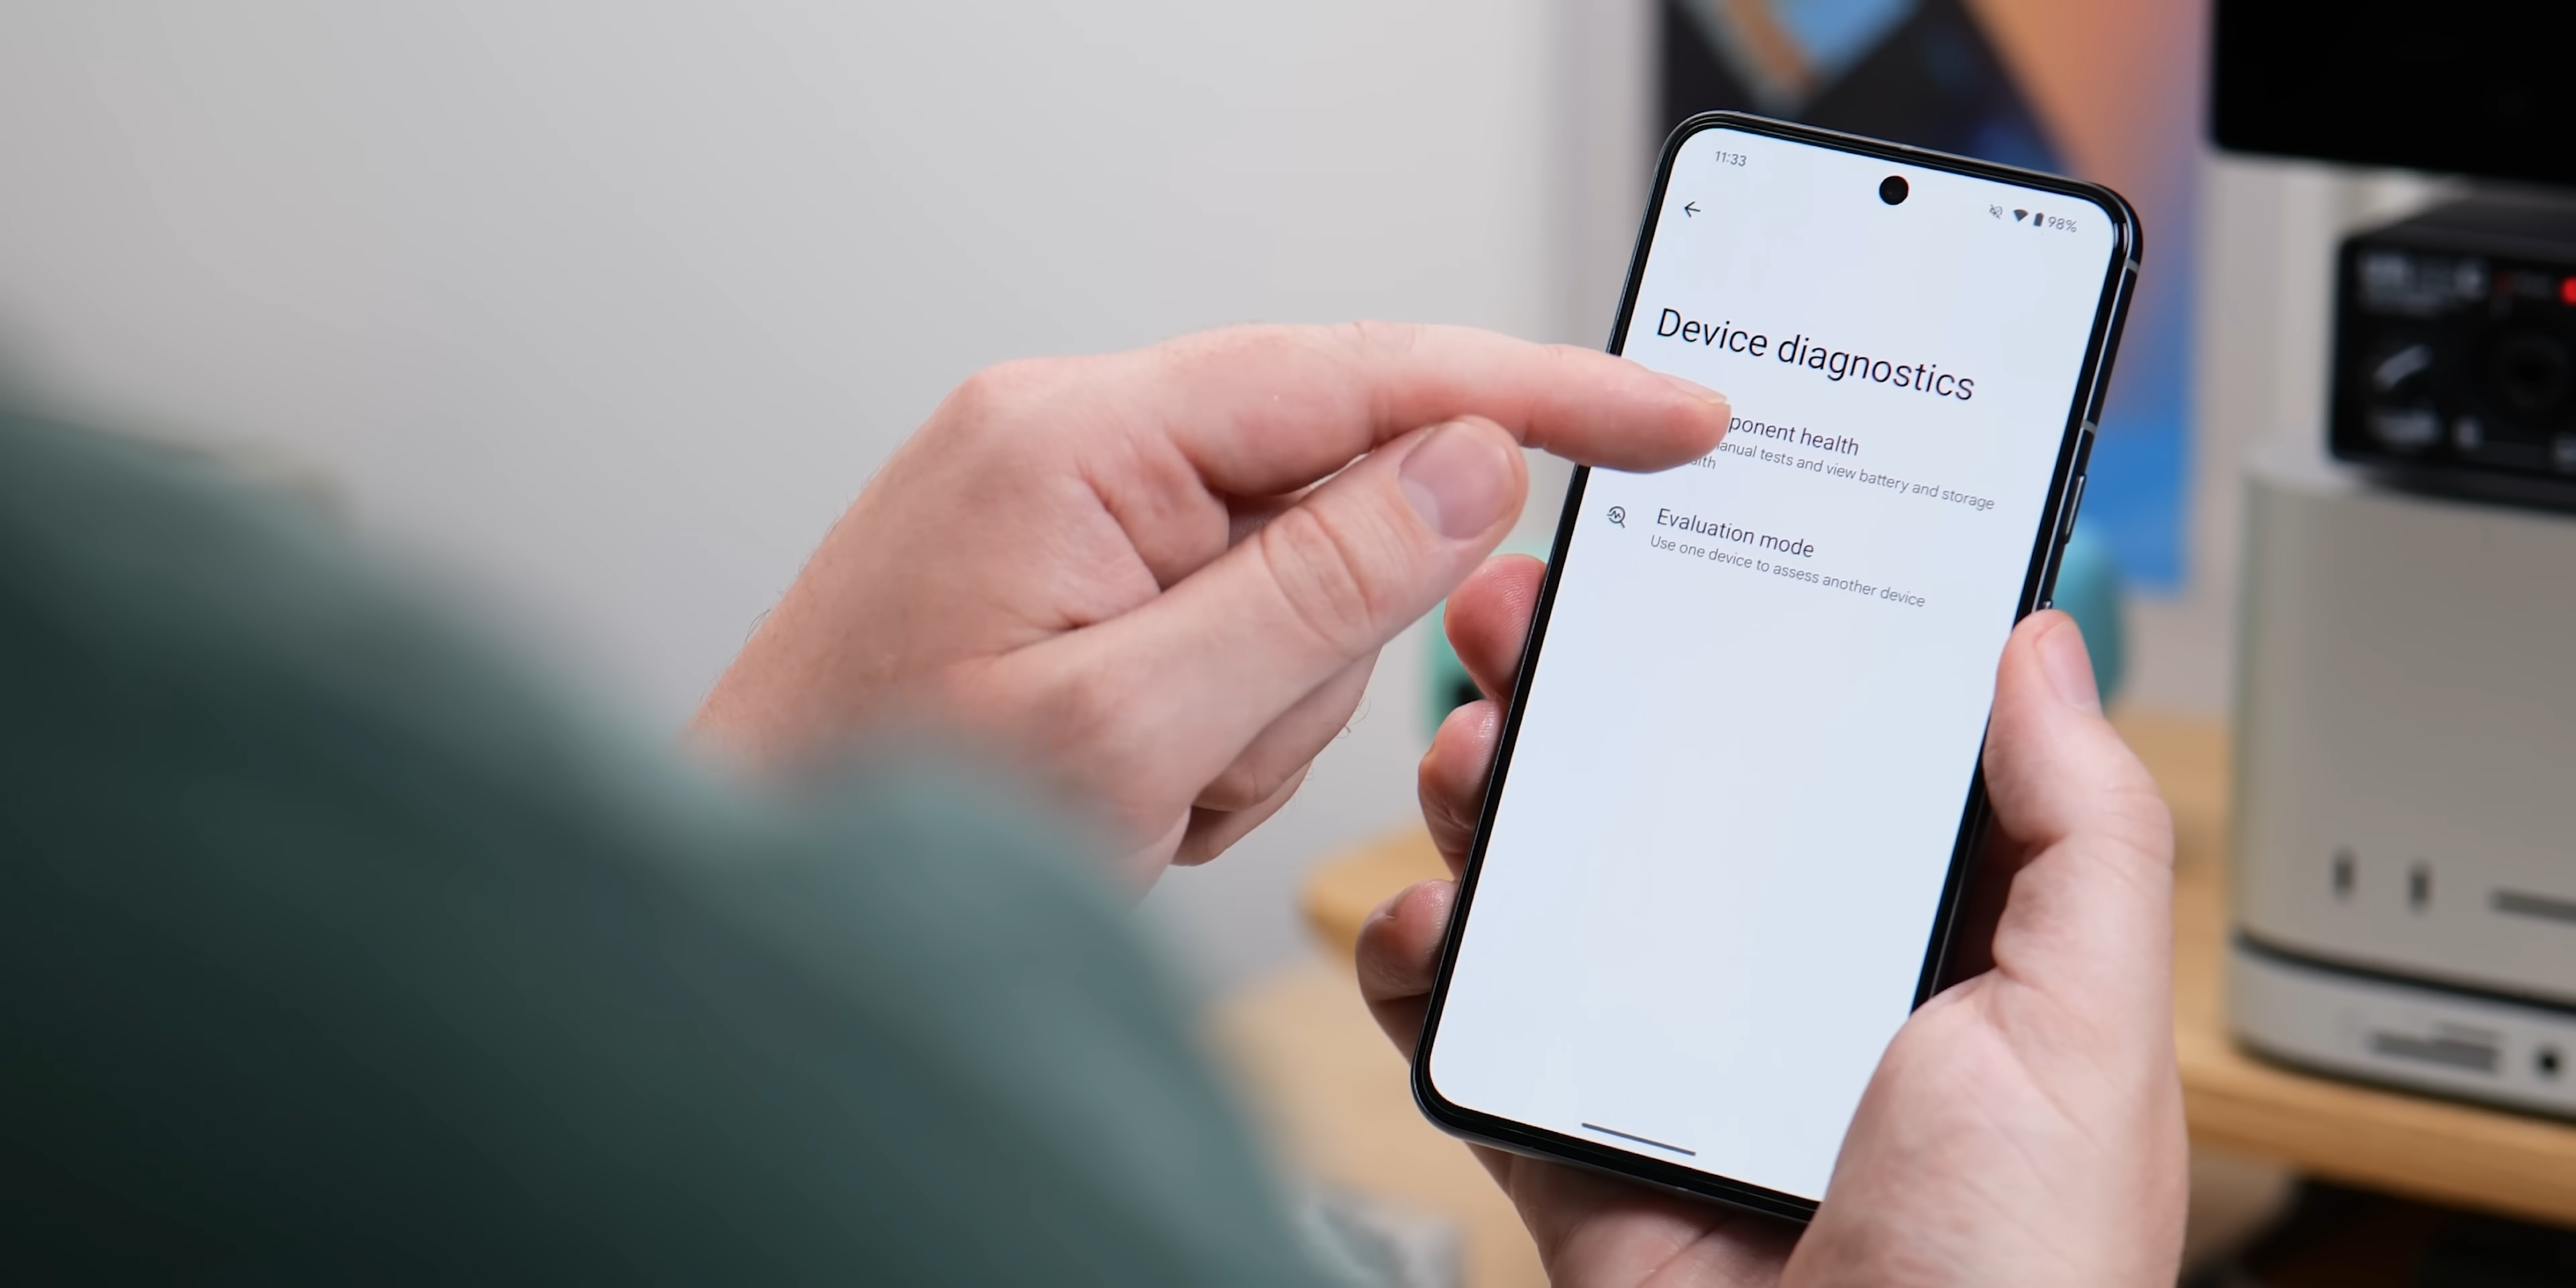 11:33
98%
Device diagnostics
ponent health
anual tests and view battery and storage
lth
Evaluation mode
Use one device to assess another device